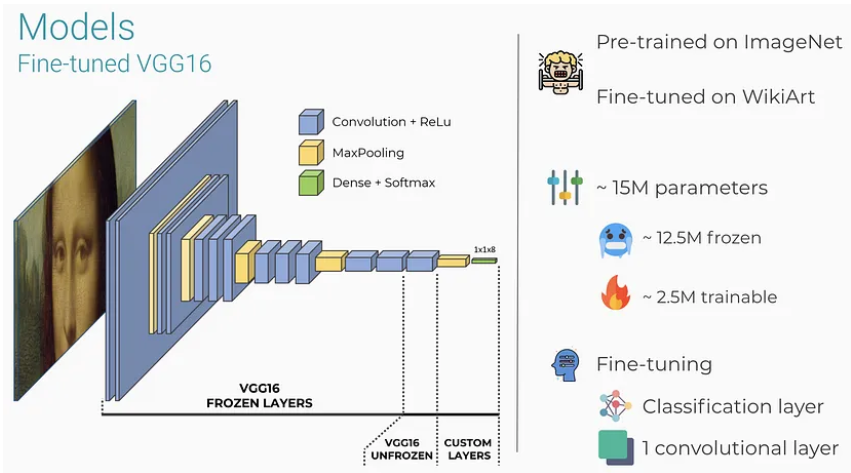 Models
Fine-tuned VGG16
Convolution + ReLu
MaxPooling
Dense + Softmax
1x1x8
VGG16
FROZEN LAYERS
VGG16
UNFROZEN
CUSTOM
LAYERS
Pre-trained on ImageNet
Fine-tuned on WikiArt
~ 15M parameters
~ 12.5M frozen
~ 2.5M trainable
Fine-tuning
Classification layer
1 convolutional layer